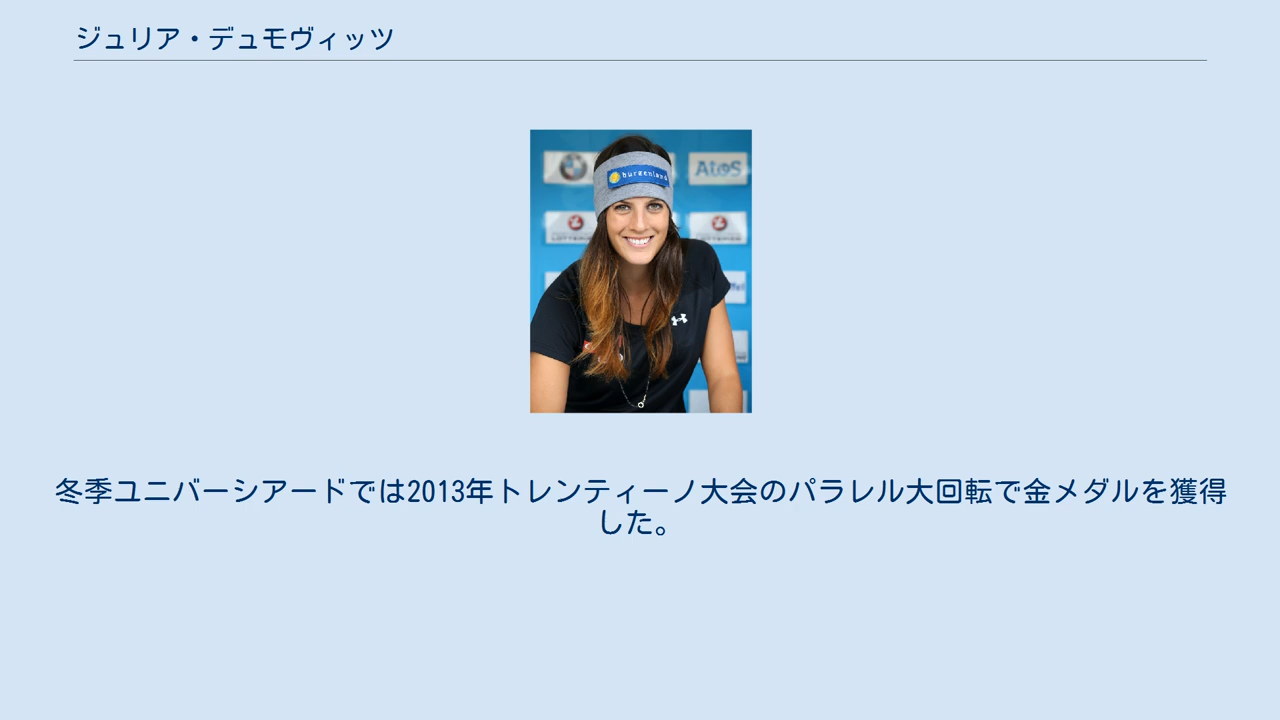 ジュリア・デュモヴィッツ
burgenland
AtoS
冬季ユニバーシアードでは2013年トレンティーノ大会のパラレル大回転で金メダルを獲得
した。